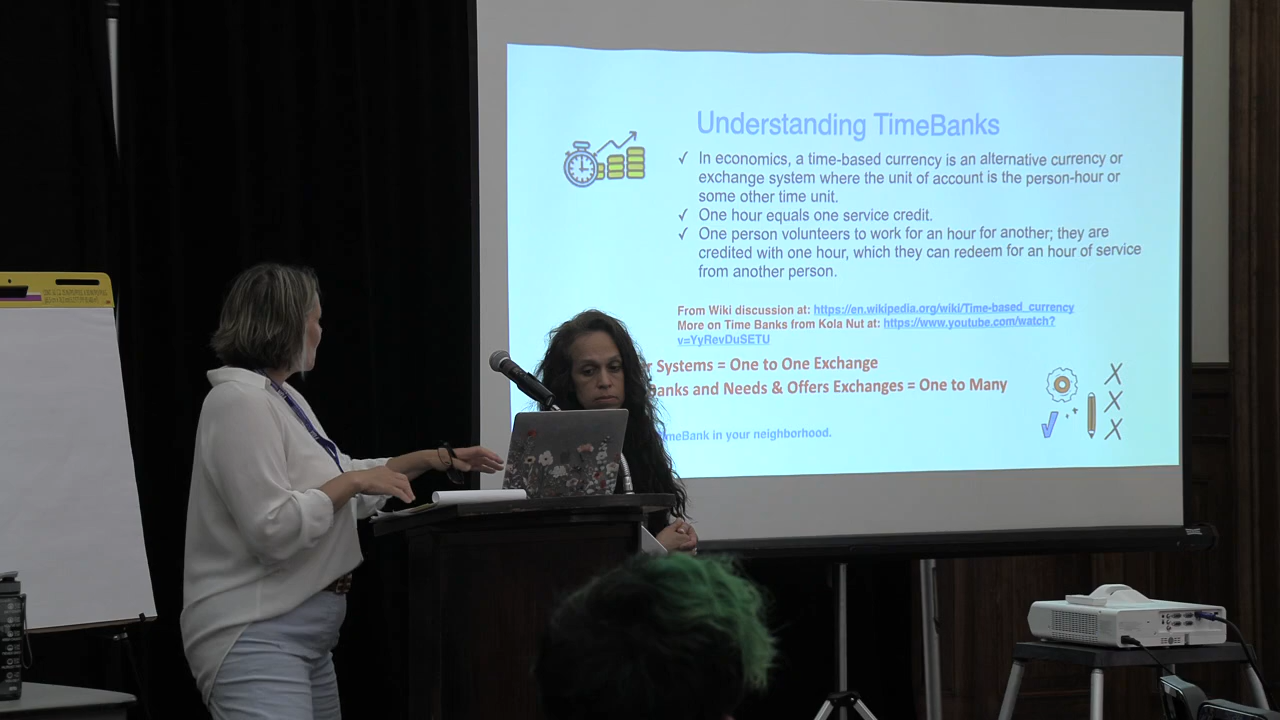 Understanding TimeBanks
✓ In economics, a time-based currency is an alternative currency or
exchange system where the unit of account is the person-hour or
some other time unit.
✓ One hour equals one service credit.
✓ One person volunteers to work for an hour for another; they are
credited with one hour, which they can redeem for an hour of service
from another person.
From Wiki discussion at: https://en.wikipedia.org/wiki/Time-based_currency
More on Time Banks from Kola Nut at: https://www.youtube.com/watch?
v=YyRevDuSETU
Systems = One to One Exchange
and Needs & Offers Exchanges = One to Many
in your neighborhood.